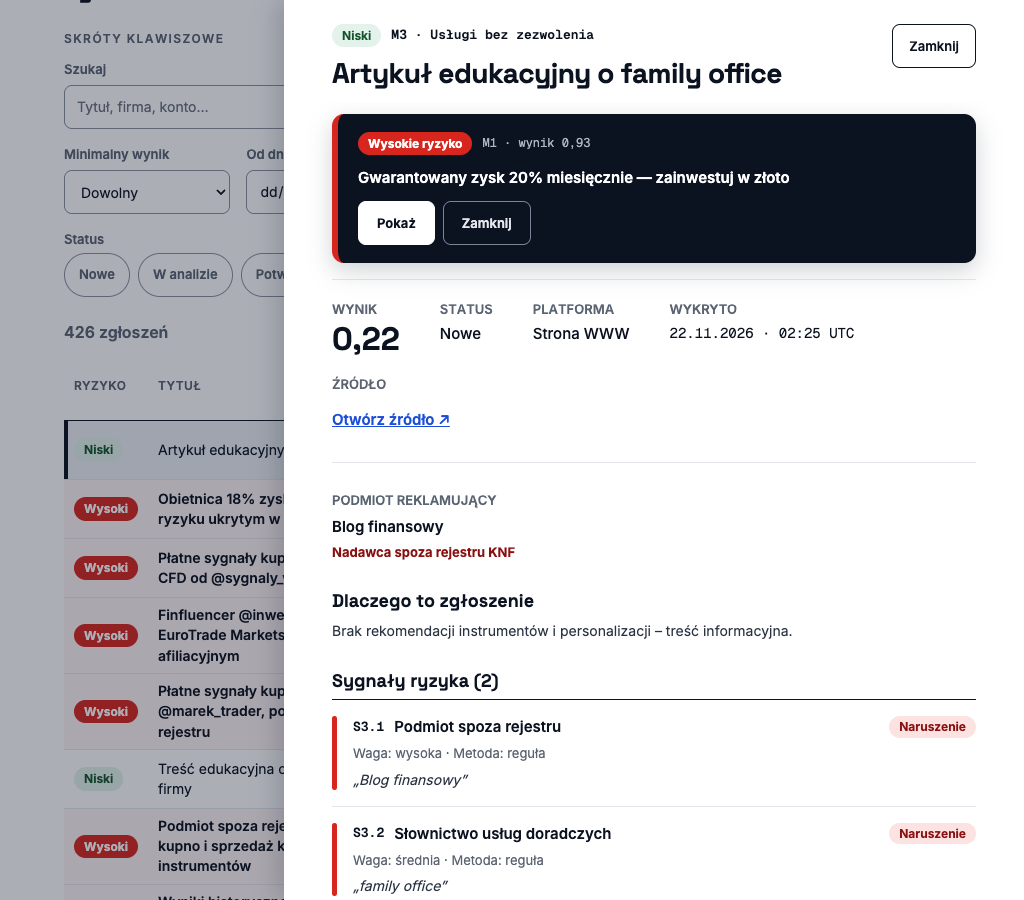 SKRÓTY KLAWISZOWE
Szukaj
Tytuł, firma, konto...
Minimalny wynik
Od dn
Dowolny
dd/
Status
Nowe
W analizie
Potw
426 zgłoszeń
RYZYKO
TYTUŁ
Niski
Artykuł edukacyjny
Wysoki
Obietnica 18% zys
ryzyku ukrytym w
Wysoki
Płatne sygnały kup
CFD od @sygnaly_
Wysoki
Finfluencer @inwe
EuroTrade Markets
afiliacyjnym
Wysoki
Płatne sygnały kup
@marek_trader, po
rejestru
Niski
Treść edukacyjna o
firmy
Wysoki
Podmiot spoza reje
kupno i sprzedaż k
instrumentów
Niski
M3 · Usługi bez zezwolenia
Zamknij
Artykuł edukacyjny o family office
Wysokie ryzyko
M1 · wynik 0,93
Gwarantowany zysk 20% miesięcznie — zainwestuj w złoto
Pokaż
Zamknij
WYNIK
0,22
STATUS
Nowe
PLATFORMA
Strona WWW
WYKRYTO
22.11.2026 · 02:25 UTC
ŹRÓDŁO
Otwórz źródło ↗
PODMIOT REKLAMUJĄCY
Blog finansowy
Nadawca spoza rejestru KNF
Dlaczego to zgłoszenie
Brak rekomendacji instrumentów i personalizacji – treść informacyjna.
Sygnały ryzyka (2)
S3.1 Podmiot spoza rejestru
Naruszenie
Waga: wysoka · Metoda: reguła
„Blog finansowy”
S3.2 Słownictwo usług doradczych
Naruszenie
Waga: średnia · Metoda: reguła
„family office”